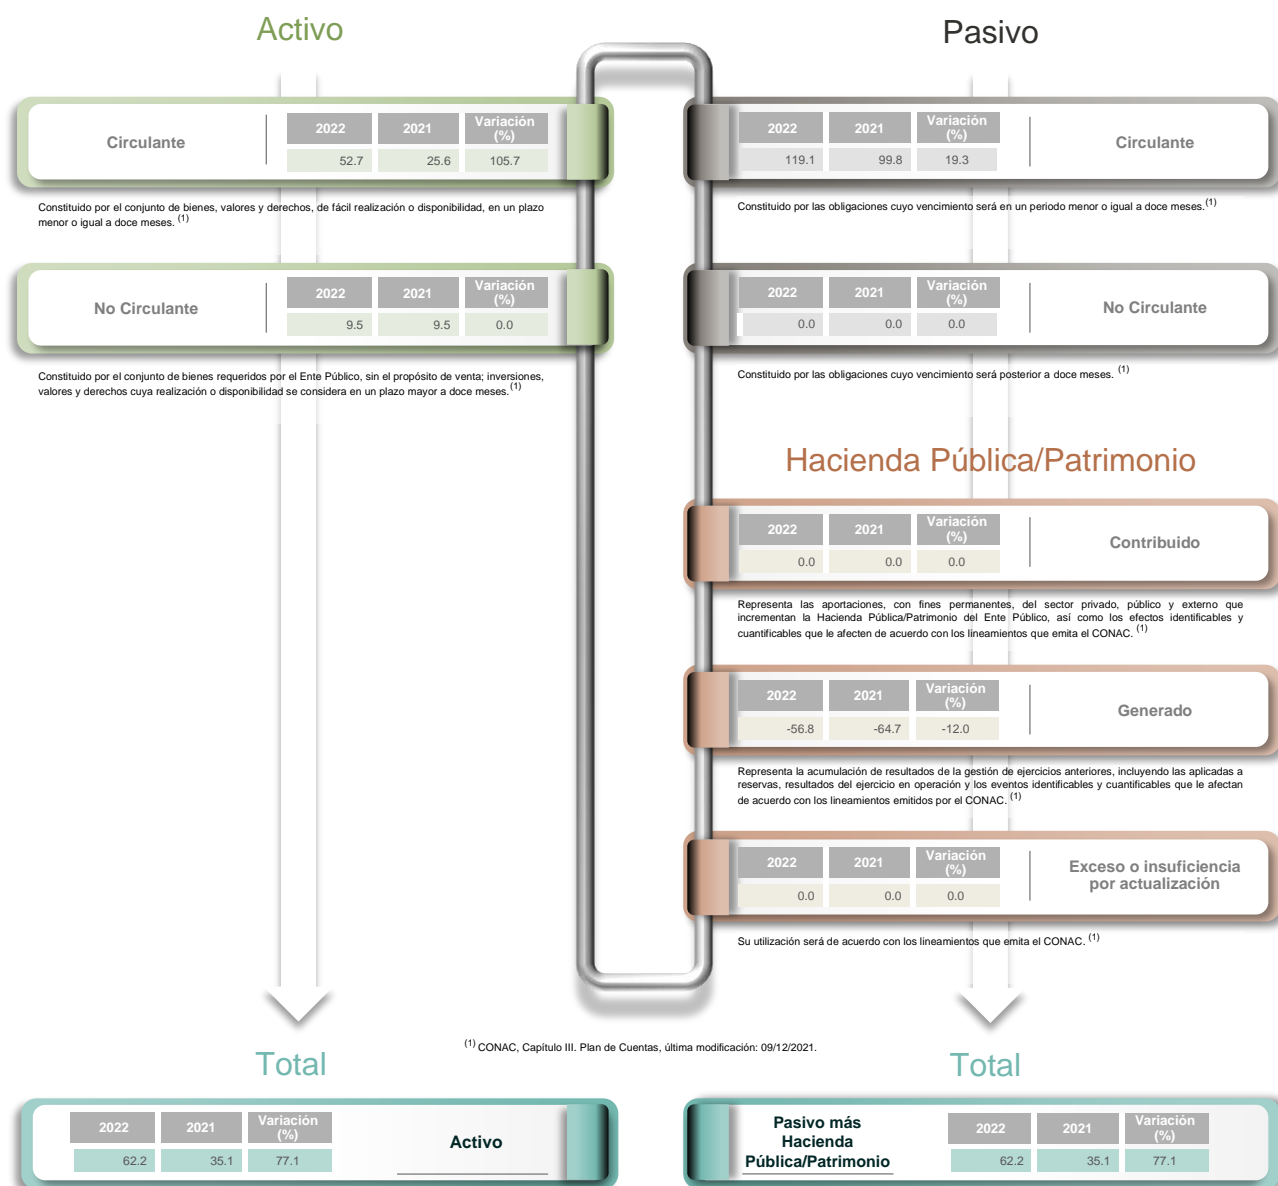 Activo
Circulante
2022 2021 Variación (%)
52.7 25.6 105.7
Constituido por el conjunto de bienes, valores y derechos, de fácil realización o disponibilidad, en un plazo
menor o igual a doce meses. (1)
No Circulante
2022 2021 Variación (%)
9.5 9.5 0.0
Constituido por el conjunto de bienes requeridos por el Ente Público, sin el propósito de venta; inversiones,
valores y derechos cuya realización o disponibilidad se considera en un plazo mayor a doce meses. (1)
Pasivo
2022 2021 Variación (%)
119.1 99.8 19.3
Circulante
Constituido por las obligaciones cuyo vencimiento será en un periodo menor o igual a doce meses. (1)
2022 2021 Variación (%)
0.0 0.0 0.0
No Circulante
Constituido por las obligaciones cuyo vencimiento será posterior a doce meses. (1)
Hacienda Pública/Patrimonio
2022 2021 Variación (%)
0.0 0.0 0.0
Contribuido
Representa las aportaciones, con fines permanentes, del sector privado, público y externo que
incrementan la Hacienda Pública/Patrimonio del Ente Público, así como los efectos identificables y
cuantificables que le afecten de acuerdo con los lineamientos que emita el CONAC. (1)
2022 2021 Variación (%)
-56.8 -64.7 -12.0
Generado
Representa la acumulación de resultados de la gestión de ejercicios anteriores, incluyendo las aplicadas a
reservas, resultados del ejercicio en operación y los eventos identificables y cuantificables que le afectan
de acuerdo con los lineamientos emitidos por el CONAC. (1)
2022 2021 Variación (%)
0.0 0.0 0.0
Exceso o insuficiencia
por actualización
Su utilización será de acuerdo con los lineamientos que emita el CONAC. (1)
(1) CONAC, Capítulo III. Plan de Cuentas, última modificación: 09/12/2021.
Total
2022 2021 Variación (%)
62.2 35.1 77.1
Activo
Total
Pasivo más
Hacienda
Pública/Patrimonio
2022 2021 Variación (%)
62.2 35.1 77.1